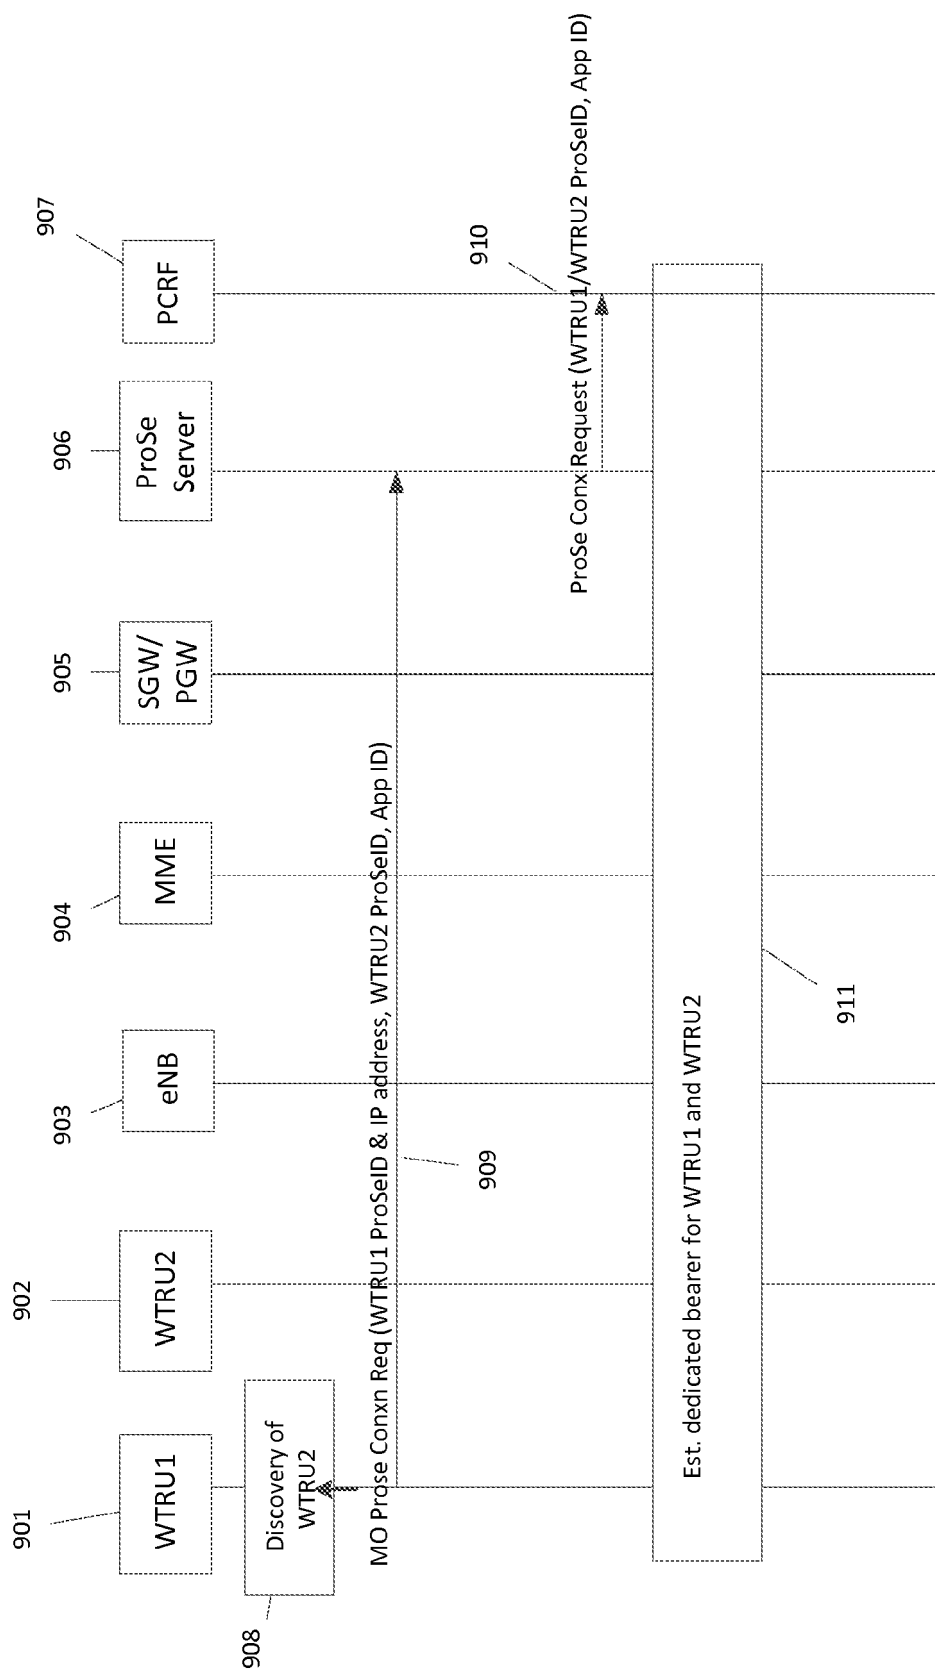 901
WTRU1
902
WTRU2
903
eNB
904
MME
905
SGW/
PGW
906
ProSe
Server
907
PCRF
908
Discovery of
WTRU2
MO Prose Conxn Req (WTRU1 ProSeID & IP address, WTRU2 ProSeID, App ID)
909
910
ProSe Conx Request (WTRU1/WTRU2 ProSeID, App ID)
Est. dedicated bearer for WTRU1 and WTRU2
911